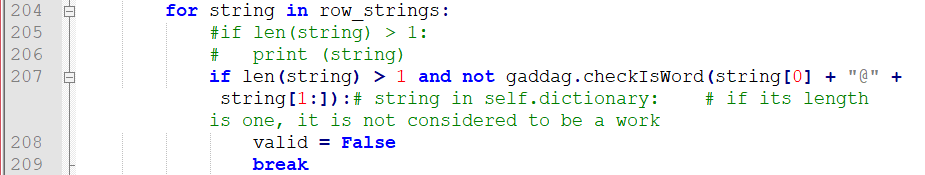 204 for string in row_strings:
205 #if len(string) > 1:
206 #   print (string)
207 if len(string) > 1 and not gaddag.checkIsWord(string[0] + "@" +
string[1:]):# string in self.dictionary:    # if its length
is one, it is not considered to be a work
208 valid = False
209 break